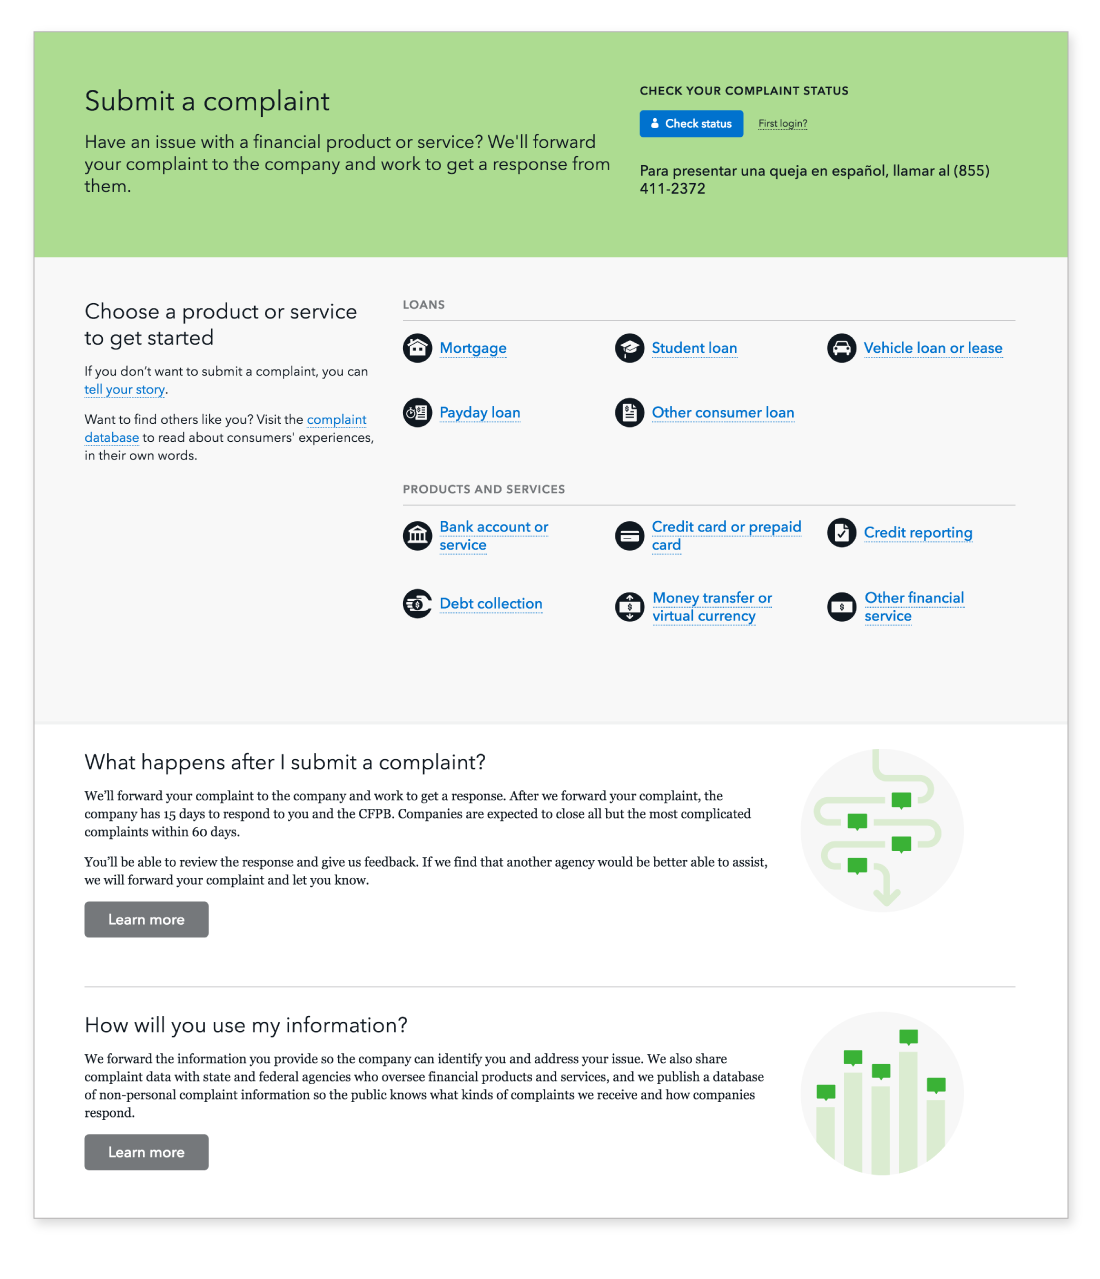 Submit a complaint
Have an issue with a financial product or service? We'll forward
your complaint to the company and work to get a response from
them.
CHECK YOUR COMPLAINT STATUS
Check status
First login?
Para presentar una queja en español, llamar al (855)
411-2372
Choose a product or service
to get started
If you don't want to submit a complaint, you can
tell your story.
Want to find others like you? Visit the complaint
database to read about consumers' experiences,
in their own words.
LOANS
Mortgage
Student loan
Vehicle loan or lease
Payday loan
Other consumer loan
PRODUCTS AND SERVICES
Bank account or
service
Credit card or prepaid
card
Credit reporting
Debt collection
Money transfer or
virtual currency
Other financial
service
What happens after I submit a complaint?
We'll forward your complaint to the company and work to get a response. After we forward your complaint, the
company has 15 days to respond to you and the CFPB. Companies are expected to close all but the most complicated
complaints within 60 days.
You'll be able to review the response and give us feedback. If we find that another agency would be better able to assist,
we will forward your complaint and let you know.
Learn more
How will you use my information?
We forward the information you provide so the company can identify you and address your issue. We also share
complaint data with state and federal agencies who oversee financial products and services, and we publish a database
of non-personal complaint information so the public knows what kinds of complaints we receive and how companies
respond.
Learn more